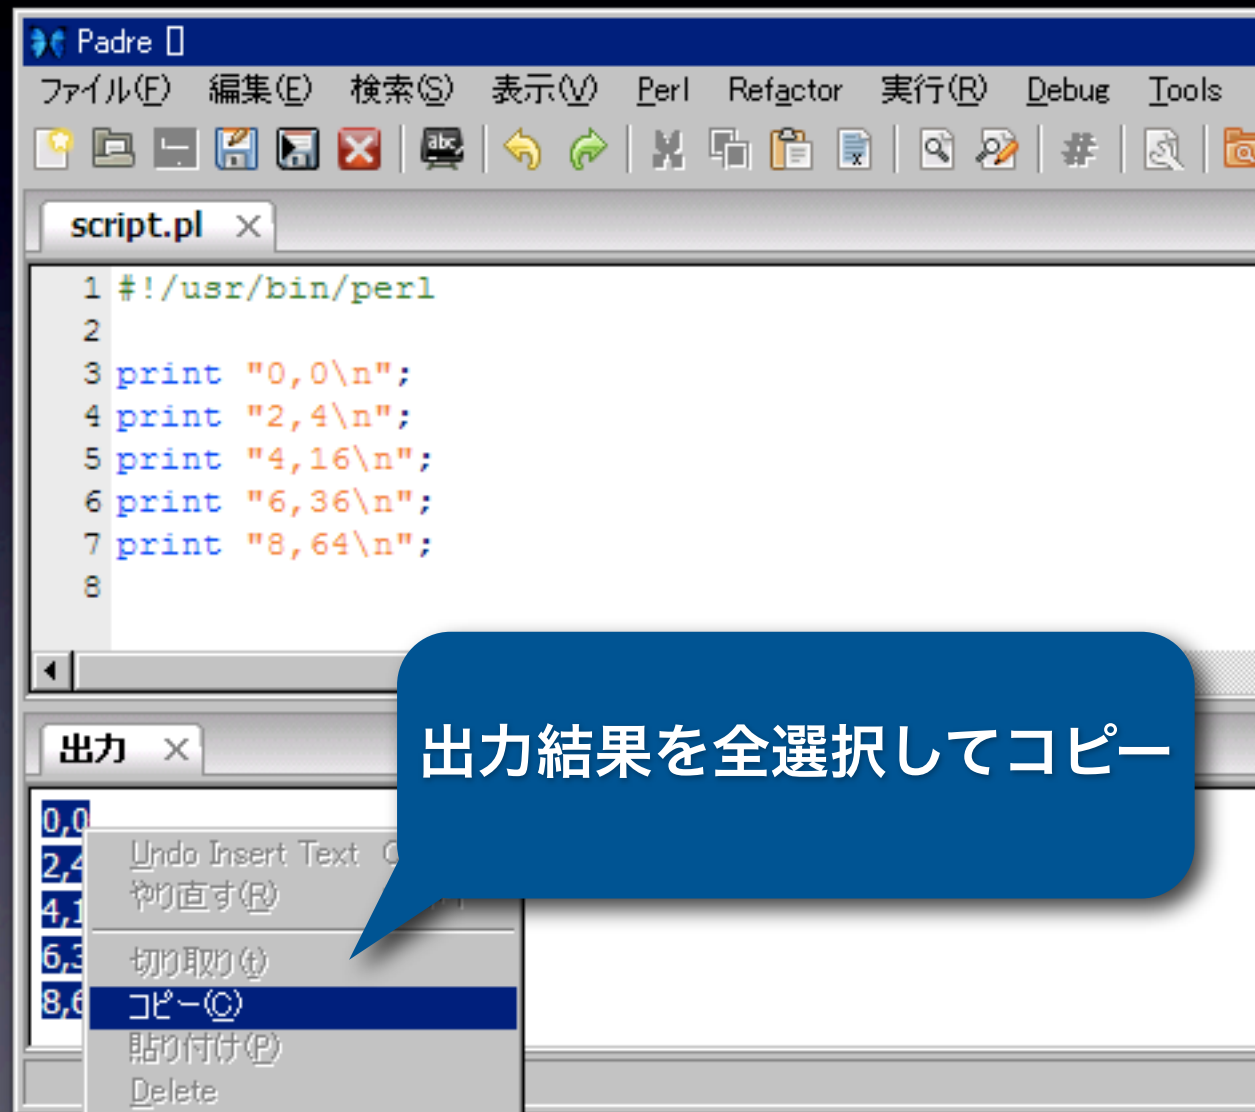 Padre []
ファイル(F) 編集(E) 検索(S) 表示(V) Perl Refactor 実行(R) Debug Tools
abc
#
script.pl
1 #!/usr/bin/perl
2
3 print "0,0\n";
4 print "2,4\n";
5 print "4,16\n";
6 print "6,36\n";
7 print "8,64\n";
8
出力結果を全選択してコピー
出力
0,0
2,4
4,1
6,3
8,6
Undo Insert Text
やり直す(R)
切り取り(t)
コピー(C)
貼り付け(P)
Delete